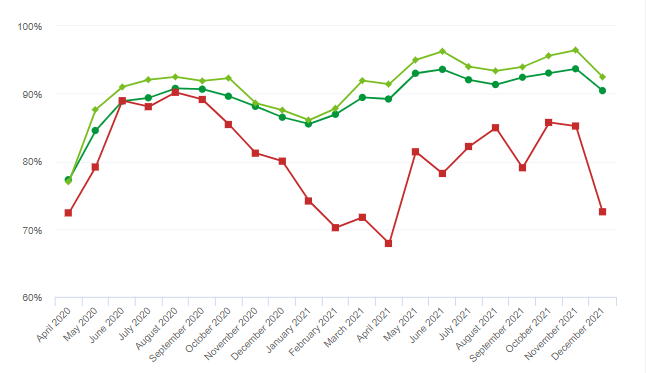 100%
90%
80%
70%
60%
April 2020
May 2020
June 2020
July 2020
August 2020
September 2020
October 2020
November 2020
December 2020
January 2021
February 2021
March 2021
April 2021
May 2021
June 2021
July 2021
August 2021
September 2021
October 2021
November 2021
December 2021